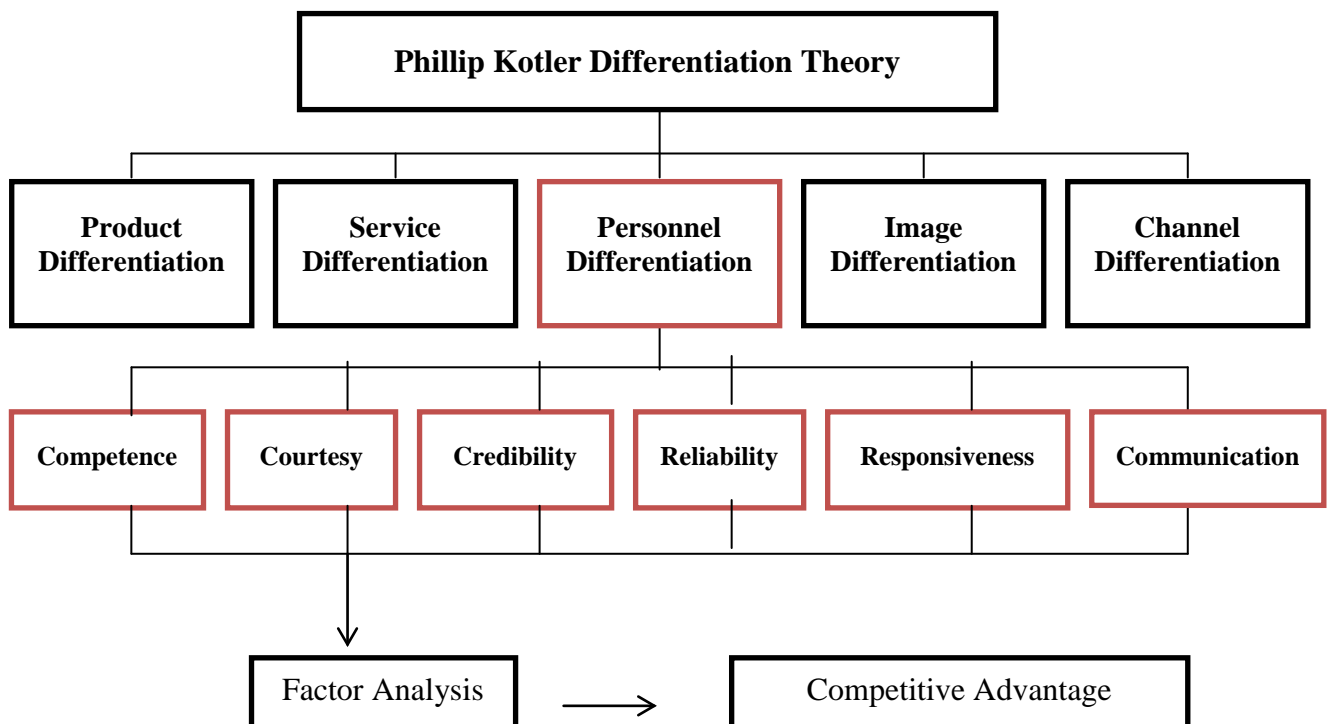 Phillip Kotler Differentiation Theory
Product
Differentiation
Service
Differentiation
Personnel
Differentiation
Image
Differentiation
Channel
Differentiation
Competence
Courtesy
Credibility
Reliability
Responsiveness
Communication
Factor Analysis
Competitive Advantage